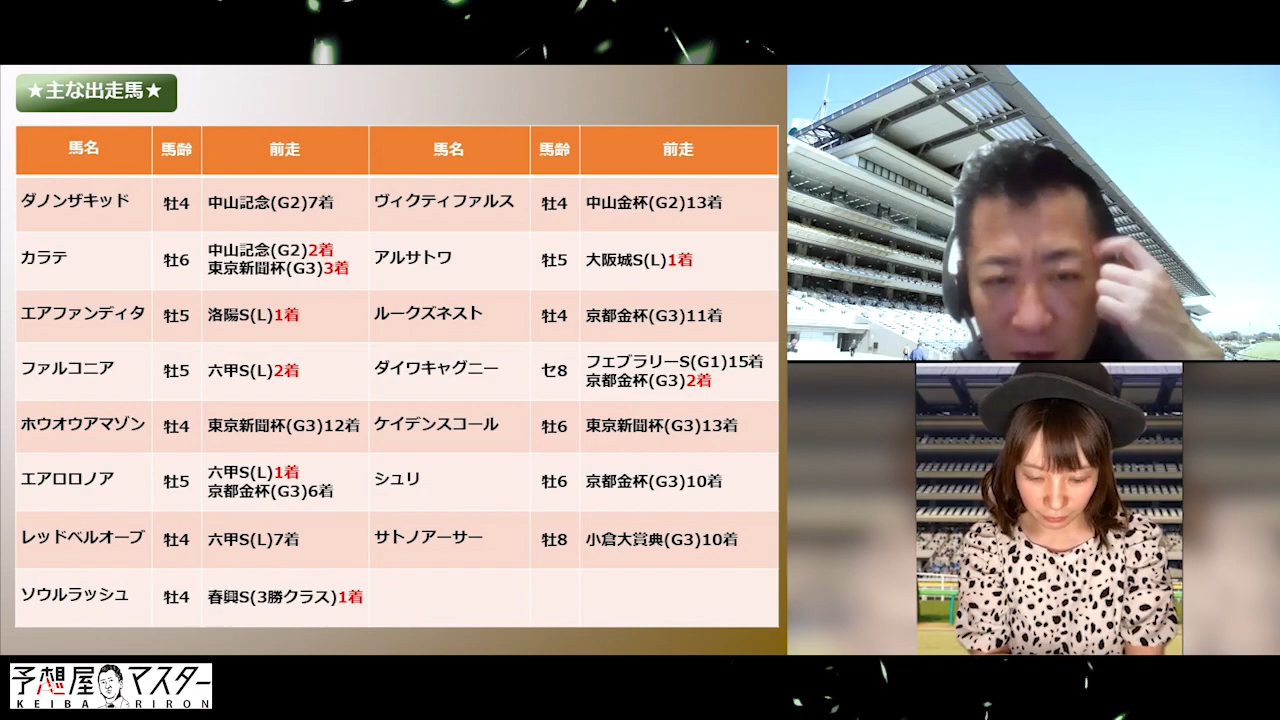 ★主な出走馬★
馬名 馬齢 前走 馬名 馬齢 前走
ダノンザキッド 牡4 中山記念(G2)7着 ヴィクティファルス 牡4 中山金杯(G2)13着
カラテ 牡6 中山記念(G2)2着 アルサトワ 牡5 大阪城S(L)1着
東京新聞杯(G3)3着
エアファンディタ 牡5 洛陽S(L)1着 ルークズネスト 牡4 京都金杯(G3)11着
ファルコニア 牡5 六甲S(L)2着 ダイワキャグニー セ8 フェブラリーS(G1)15着
京都金杯(G3)2着
ホウオウアマゾン 牡4 東京新聞杯(G3)12着 ケイデンスコール 牡6 東京新聞杯(G3)13着
エアロロノア 牡5 六甲S(L)1着 シュリ 牡6 京都金杯(G3)10着
京都金杯(G3)6着
レッドベルオーブ 牡4 六甲S(L)7着 サトノアーサー 牡8 小倉大賞典(G3)10着
ソウルラッシュ 牡4 春興S(3勝クラス)1着
予想屋マスター
KEIBA RIRON